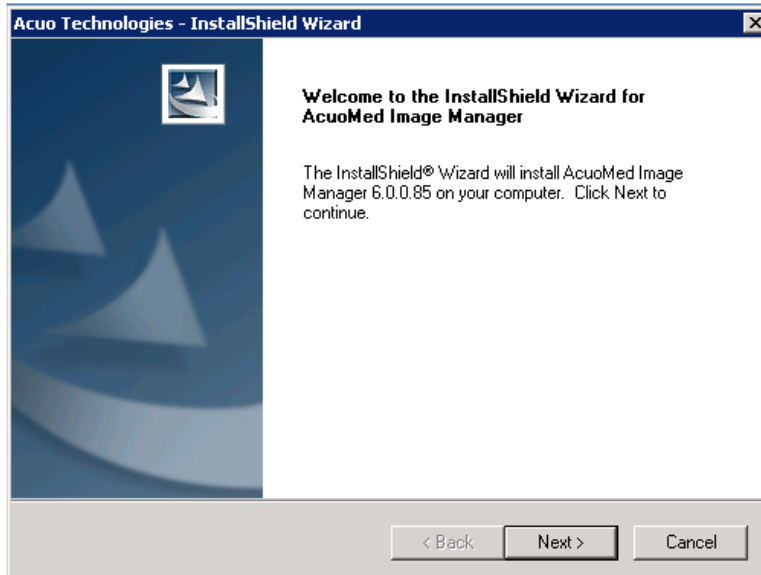 Acuo Technologies - InstallShield Wizard
Welcome to the InstallShield Wizard for
AcuoMed Image Manager
The InstallShield® Wizard will install AcuoMed Image
Manager 6.0.0.85 on your computer. Click Next to
continue.
< Back
Next >
Cancel